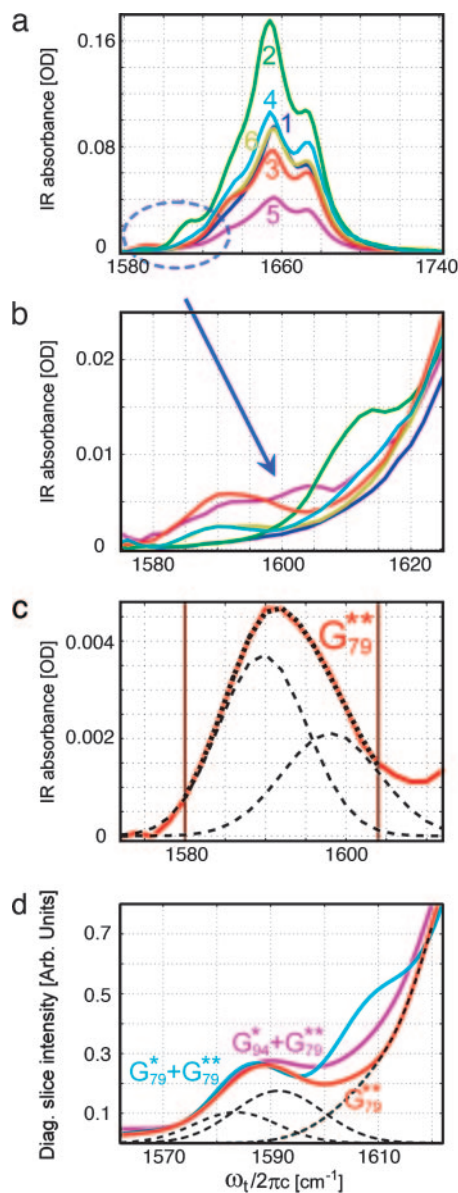 a
IR absorbance [OD]
0.16
0.08
0
2
4
1
6
3
5
1580 1660 1740
b
IR absorbance [OD]
0.02
0.01
0
1580 1600 1620
c
IR absorbance [OD]
0.004
0.002
0
G**79
1580 1600
d
Diag. slice intensity [Arb. Units]
0.7
0.5
0.3
0.1
G*94+G**79
G*79+G**79
G**79
1570 1590 1610
ωt/2πc [cm-1]